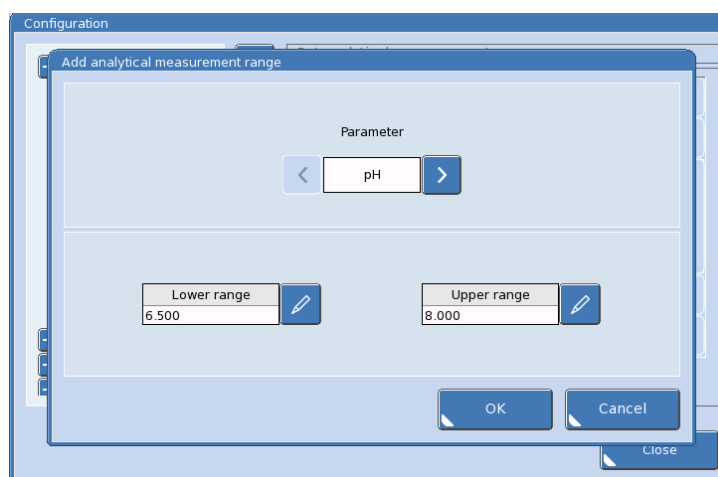 Configuration
Add analytical measurement range
Parameter
pH
Lower range
6.500
Upper range
8.000
OK
Cancel
Close